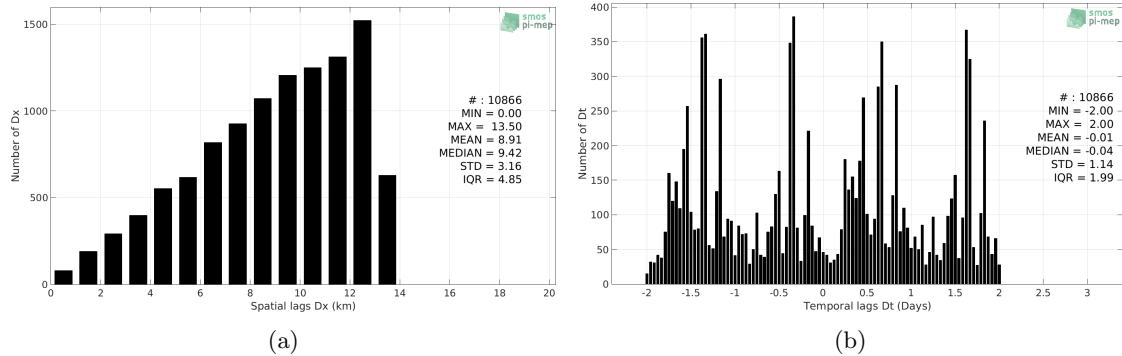 1500
1000
500
0
Number of Dx
0 2 4 6 8 10 12 14 16 18 20
Spatial lags Dx (km)
smos
pi-mep
# : 10866
MIN = 0.00
MAX = 13.50
MEAN = 8.91
MEDIAN = 9.42
STD = 3.16
IQR = 4.85
(a)
400
350
300
250
200
150
100
50
0
Number of Dt
-2 -1.5 -1 -0.5 0 0.5 1 1.5 2 2.5 3
Temporal lags Dt (Days)
smos
pi-mep
# : 10866
MIN = -2.00
MAX = 2.00
MEAN = -0.01
MEDIAN = -0.04
STD = 1.14
IQR = 1.99
(b)